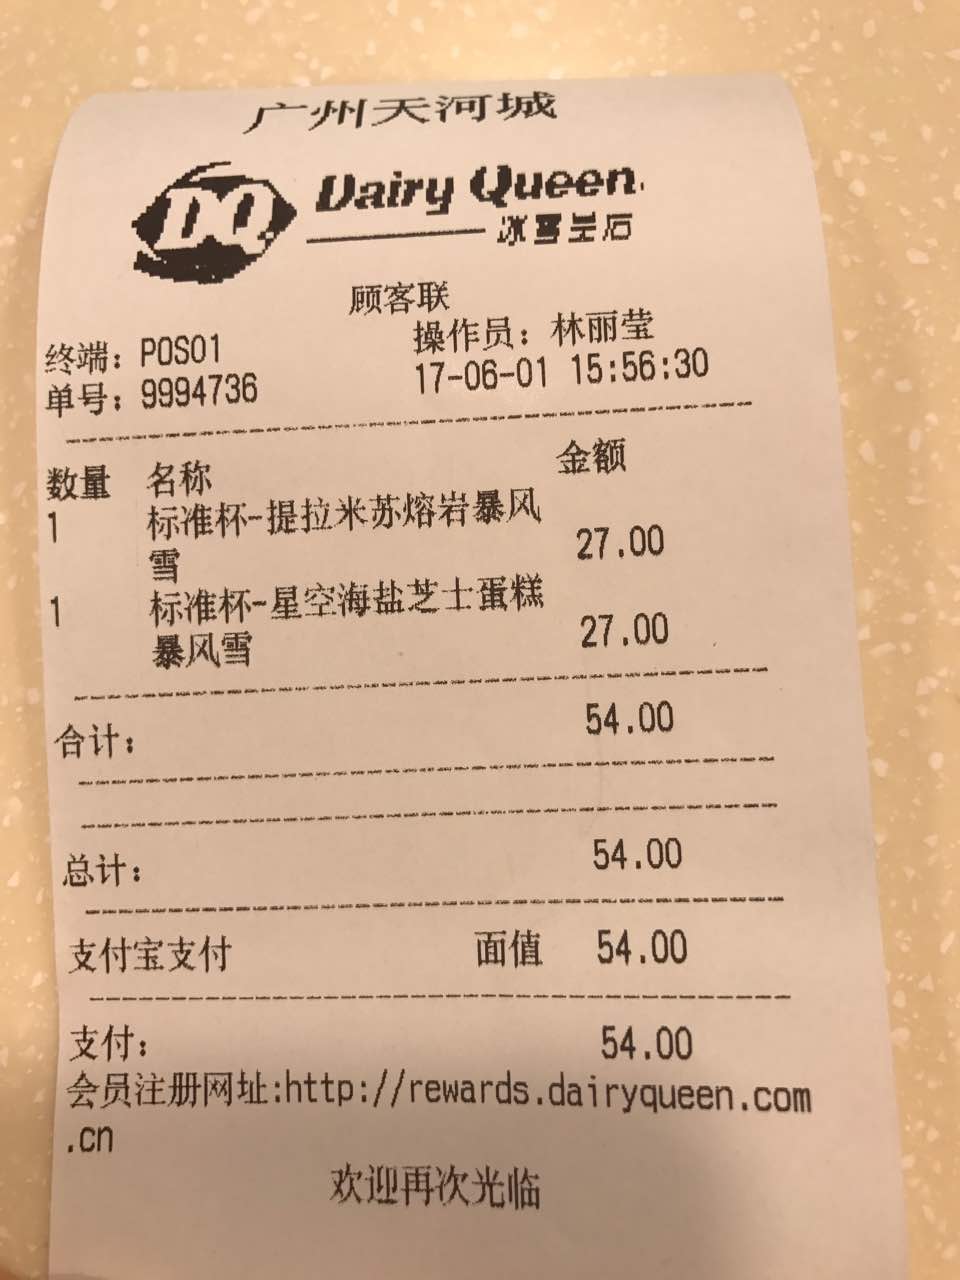 广州天河城
DQ Dairy Queen.
冰雪皇后
顾客联
终端：POS01 操作员：林丽莹
单号：9994736 17-06-01 15:56:30
数量 名称 金额
1 标准杯-提拉米苏熔岩暴风
雪 27.00
1 标准杯-星空海盐芝士蛋糕
暴风雪 27.00
合计： 54.00
总计： 54.00
支付宝支付 面值 54.00
支付： 54.00
会员注册网址:http://rewards.dairyqueen.com
.cn
欢迎再次光临